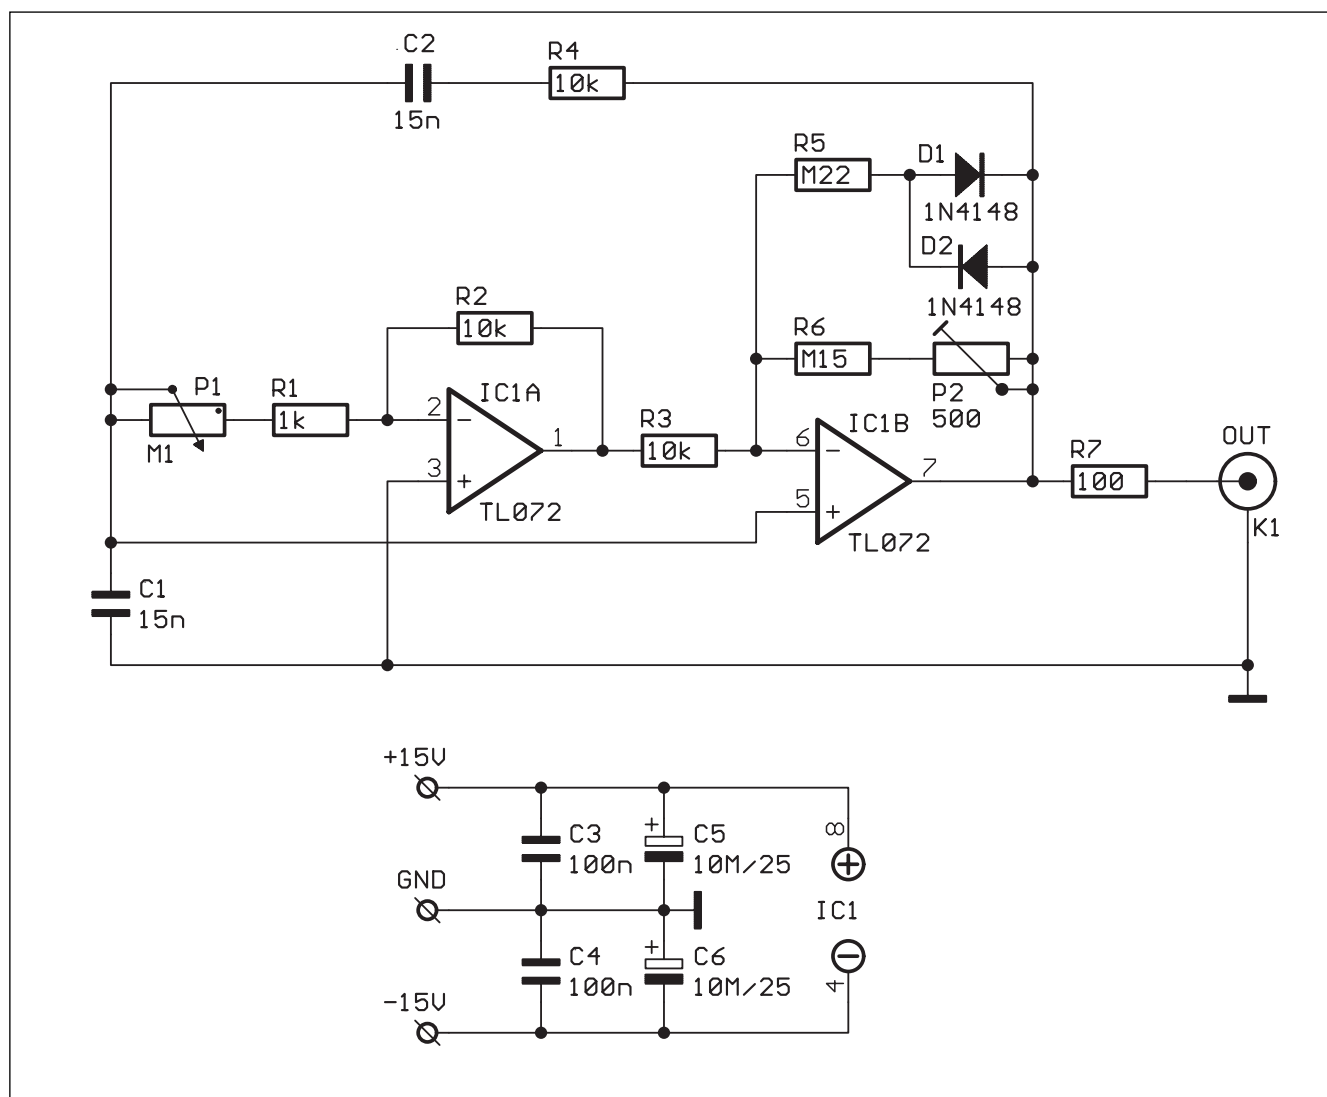 C2
15n
R4
10k
R5
M22
D1
1N4148
D2
1N4148
R2
10k
R6
M15
P2
500
P1
M1
R1
1k
2
3
IC1A
1
TL072
R3
10k
6
5
IC1B
7
TL072
R7
100
OUT
K1
C1
15n
+15V
C3
100n
+
C5
10M/25
8
GND
IC1
C4
100n
+
C6
10M/25
4
-15V